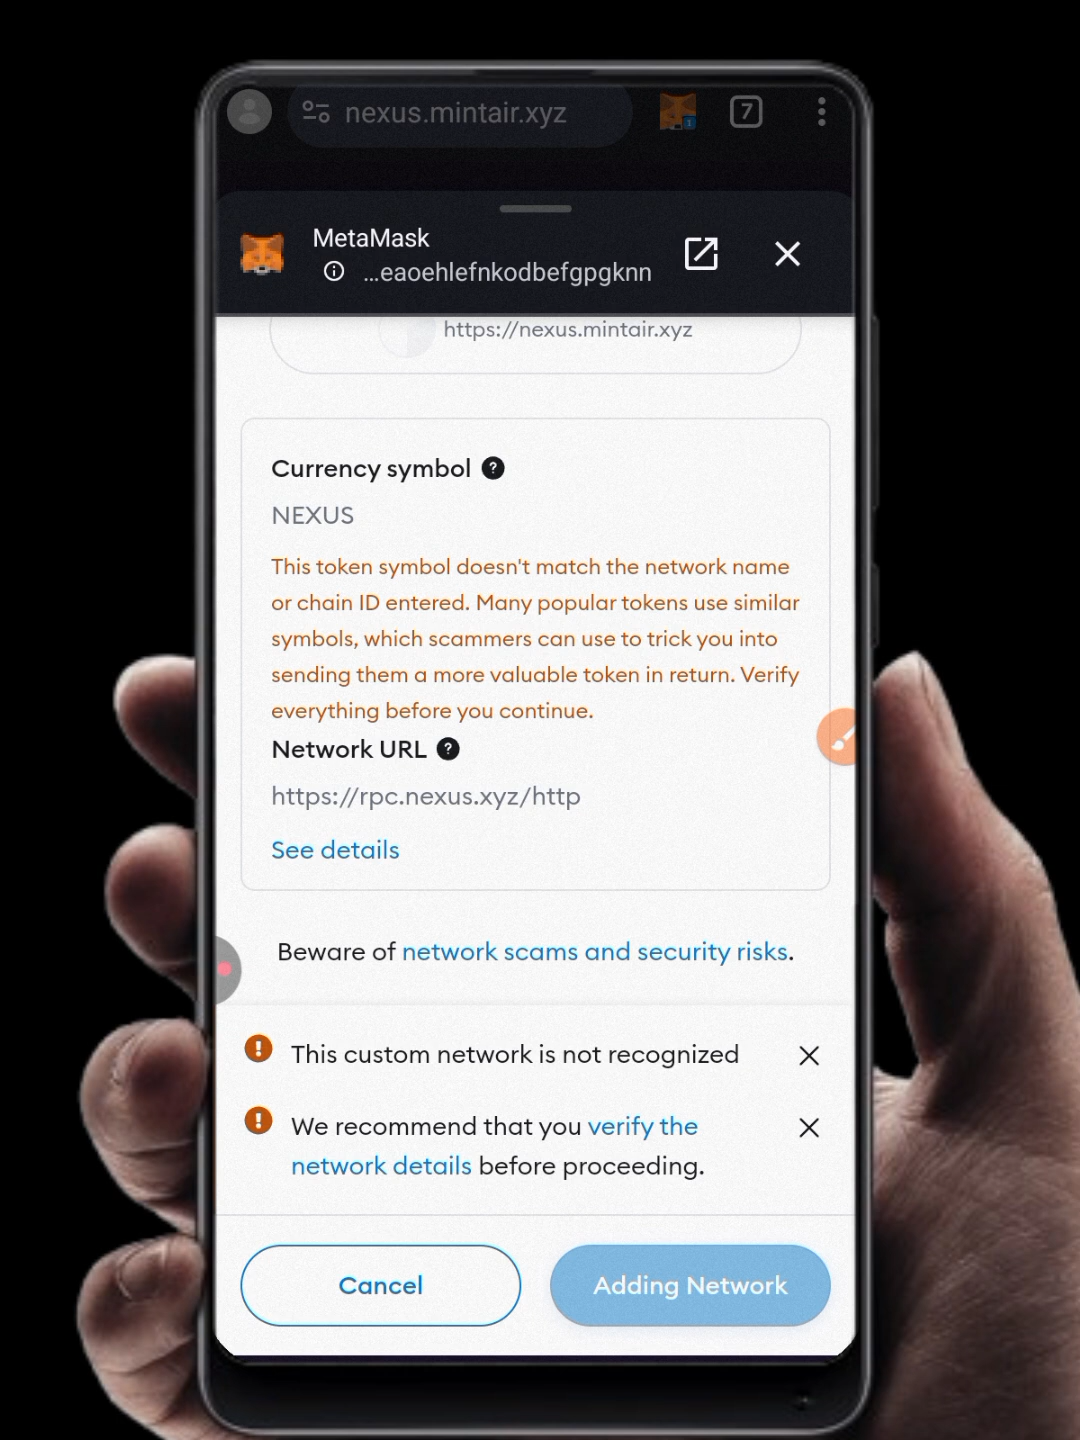 nexus.mintair.xyz
7
MetaMask
...eaoehlefnkodbefgpgknn
https://nexus.mintair.xyz
Currency symbol ?
NEXUS
This token symbol doesn't match the network name
or chain ID entered. Many popular tokens use similar
symbols, which scammers can use to trick you into
sending them a more valuable token in return. Verify
everything before you continue.
Network URL ?
https://rpc.nexus.xyz/http
See details
Beware of network scams and security risks.
This custom network is not recognized
We recommend that you verify the
network details before proceeding.
Cancel
Adding Network